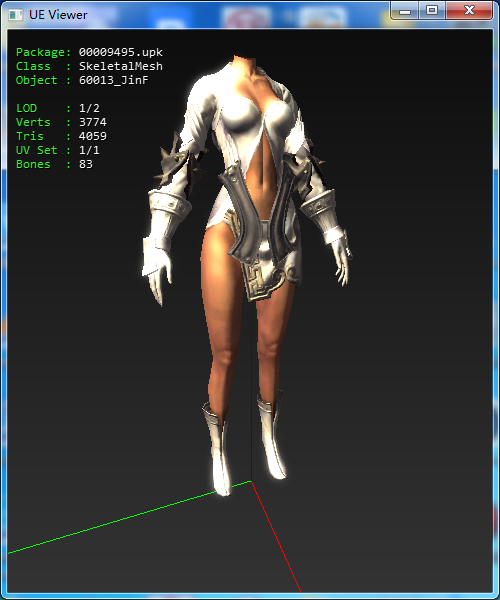 UE Viewer
Package: 00009495.upk
Class : SkeletalMesh
Object : 60013_JinF
LOD : 1/2
Verts : 3774
Tris : 4059
UV Set : 1/1
Bones : 83